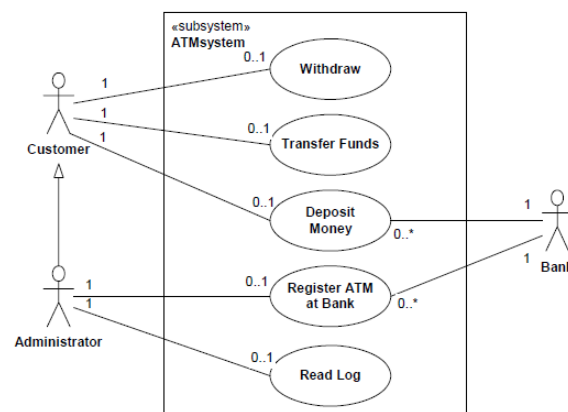 «subsystem»
ATMsystem
0..1
Withdraw
1
1
0..1
Transfer Funds
1
Customer
0..1
Deposit
Money
1
0..*
1
Bank
0..1
Register ATM
at Bank
0..*
1
1
Administrator
0..1
Read Log